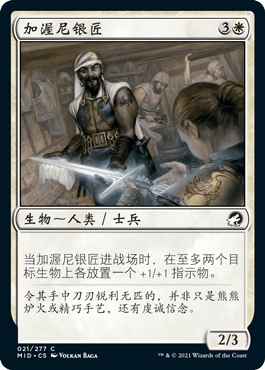 加渥尼银匠 3
生物～人类／士兵
当加渥尼银匠进战场时，在至多两个目
标生物上各放置一个 +1/+1 指示物。
令其手中刀刃锐利无匹的，并非只是熊熊
炉火或精巧手艺，还有虔诚信念。
2/3
021/277 C
MID • CS VOLKAN BAGA
™ & © 2021 Wizards of the Coast